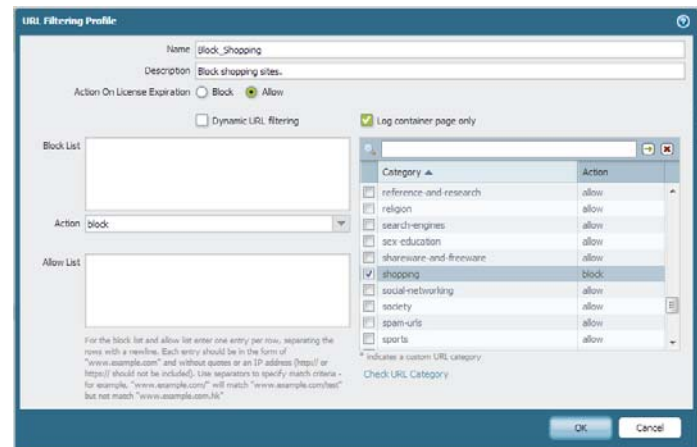 URL Filtering Profile
Name Block_Shopping
Description Block shopping sites.
Action On License Expiration Block Allow
Dynamic URL filtering
Log container page only
Block List
Action block
Allow List
For the block list and allow list enter one entry per row, separating the
rows with a newline. Each entry should be in the form of
"www.example.com" and without quotes or an IP address (http:// or
https:// should not be included). Use separators to specify match criteria -
for example, "www.example.com/" will match "www.example.com/test"
but not match "www.example.com.hk"
Category Action
reference-and-research allow
religion allow
search-engines allow
sex-education allow
shareware-and-freeware allow
shopping block
social-networking allow
society allow
spam-urls allow
sports allow
* indicates a custom URL category
Check URL Category
OK Cancel